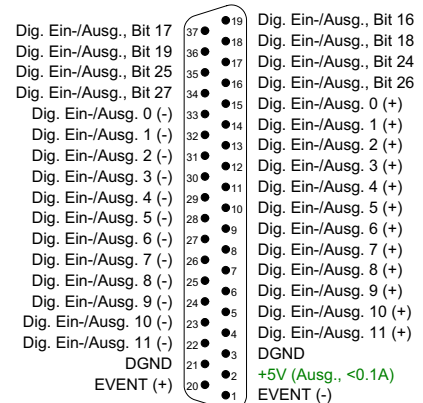 Dig. Ein-/Ausg., Bit 17 37
Dig. Ein-/Ausg., Bit 19 36
Dig. Ein-/Ausg., Bit 25 35
Dig. Ein-/Ausg., Bit 27 34
Dig. Ein-/Ausg. 0 (-) 33
Dig. Ein-/Ausg. 1 (-) 32
Dig. Ein-/Ausg. 2 (-) 31
Dig. Ein-/Ausg. 3 (-) 30
Dig. Ein-/Ausg. 4 (-) 29
Dig. Ein-/Ausg. 5 (-) 28
Dig. Ein-/Ausg. 6 (-) 27
Dig. Ein-/Ausg. 7 (-) 26
Dig. Ein-/Ausg. 8 (-) 25
Dig. Ein-/Ausg. 9 (-) 24
Dig. Ein-/Ausg. 10 (-) 23
Dig. Ein-/Ausg. 11 (-) 22
DGND 21
EVENT (+) 20
19 Dig. Ein-/Ausg., Bit 16
18 Dig. Ein-/Ausg., Bit 18
17 Dig. Ein-/Ausg., Bit 24
16 Dig. Ein-/Ausg., Bit 26
15 Dig. Ein-/Ausg. 0 (+)
14 Dig. Ein-/Ausg. 1 (+)
13 Dig. Ein-/Ausg. 2 (+)
12 Dig. Ein-/Ausg. 3 (+)
11 Dig. Ein-/Ausg. 4 (+)
10 Dig. Ein-/Ausg. 5 (+)
9 Dig. Ein-/Ausg. 6 (+)
8 Dig. Ein-/Ausg. 7 (+)
7 Dig. Ein-/Ausg. 8 (+)
6 Dig. Ein-/Ausg. 9 (+)
5 Dig. Ein-/Ausg. 10 (+)
4 Dig. Ein-/Ausg. 11 (+)
3 DGND
2 +5V (Ausg., <0.1A)
1 EVENT (-)